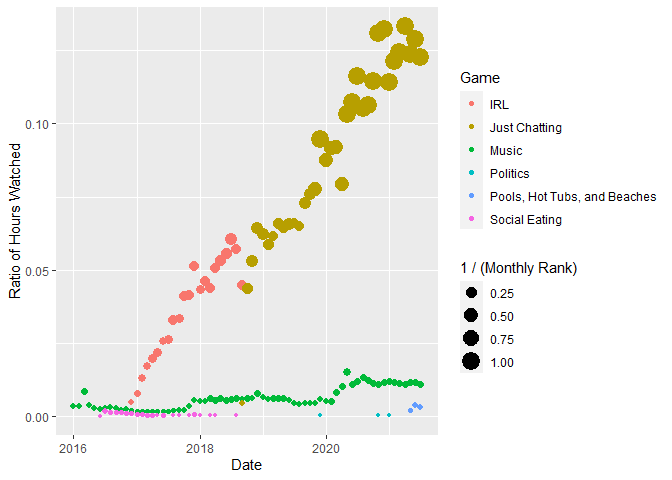 Ratio of Hours Watched
0.10
0.05
0.00
2016
2018
2020
Date
Game
IRL
Just Chatting
Music
Politics
Pools, Hot Tubs, and Beaches
Social Eating
1 / (Monthly Rank)
0.25
0.50
0.75
1.00